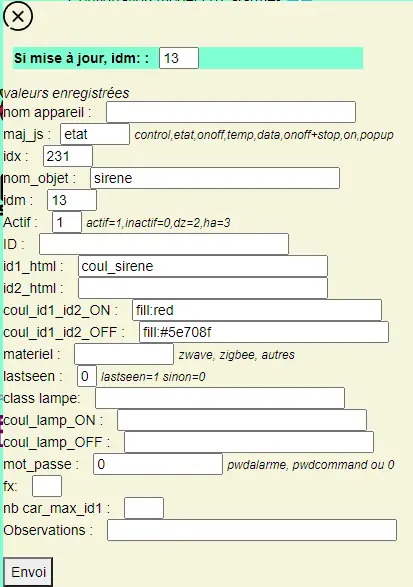 Si mise à jour, idm: : 13
valeurs enregistrées
nom appareil :
maj_js : etat control,etat,onoff,temp,data,onoff+stop,on,popup
idx : 231
nom_objet : sirene
idm : 13
Actif : 1 actif=1,inactif=0,dz=2,ha=3
ID :
id1_html : coul_sirene
id2_html :
coul_id1_id2_ON : fill:red
coul_id1_id2_OFF : fill:#5e708f
materiel : zwave, zigbee, autres
lastseen : 0 lastseen=1 sinon=0
class lampe:
coul_lamp_ON :
coul_lamp_OFF :
mot_passe : 0 pwdalarme, pwdcommand ou 0
fx:
nb car_max_id1 :
Observations :
Envoi